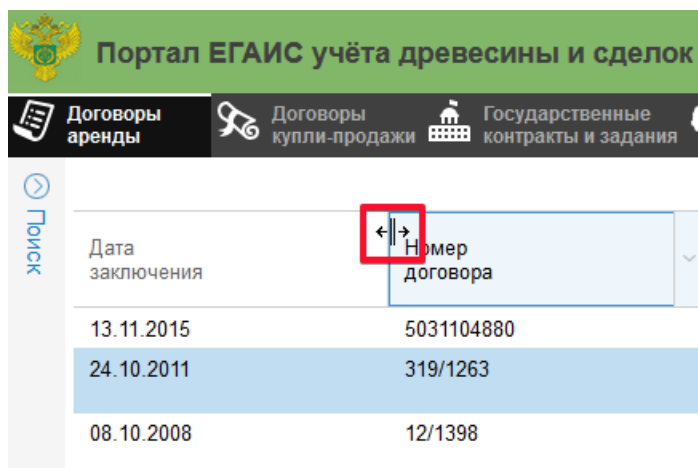 Портал ЕГАИС учёта древесины и сделок
Договоры
аренды
Договоры
купли-продажи
Государственные
контракты и задания
Поиск
Дата
заключения
Номер
договора
13.11.2015 5031104880
24.10.2011 319/1263
08.10.2008 12/1398